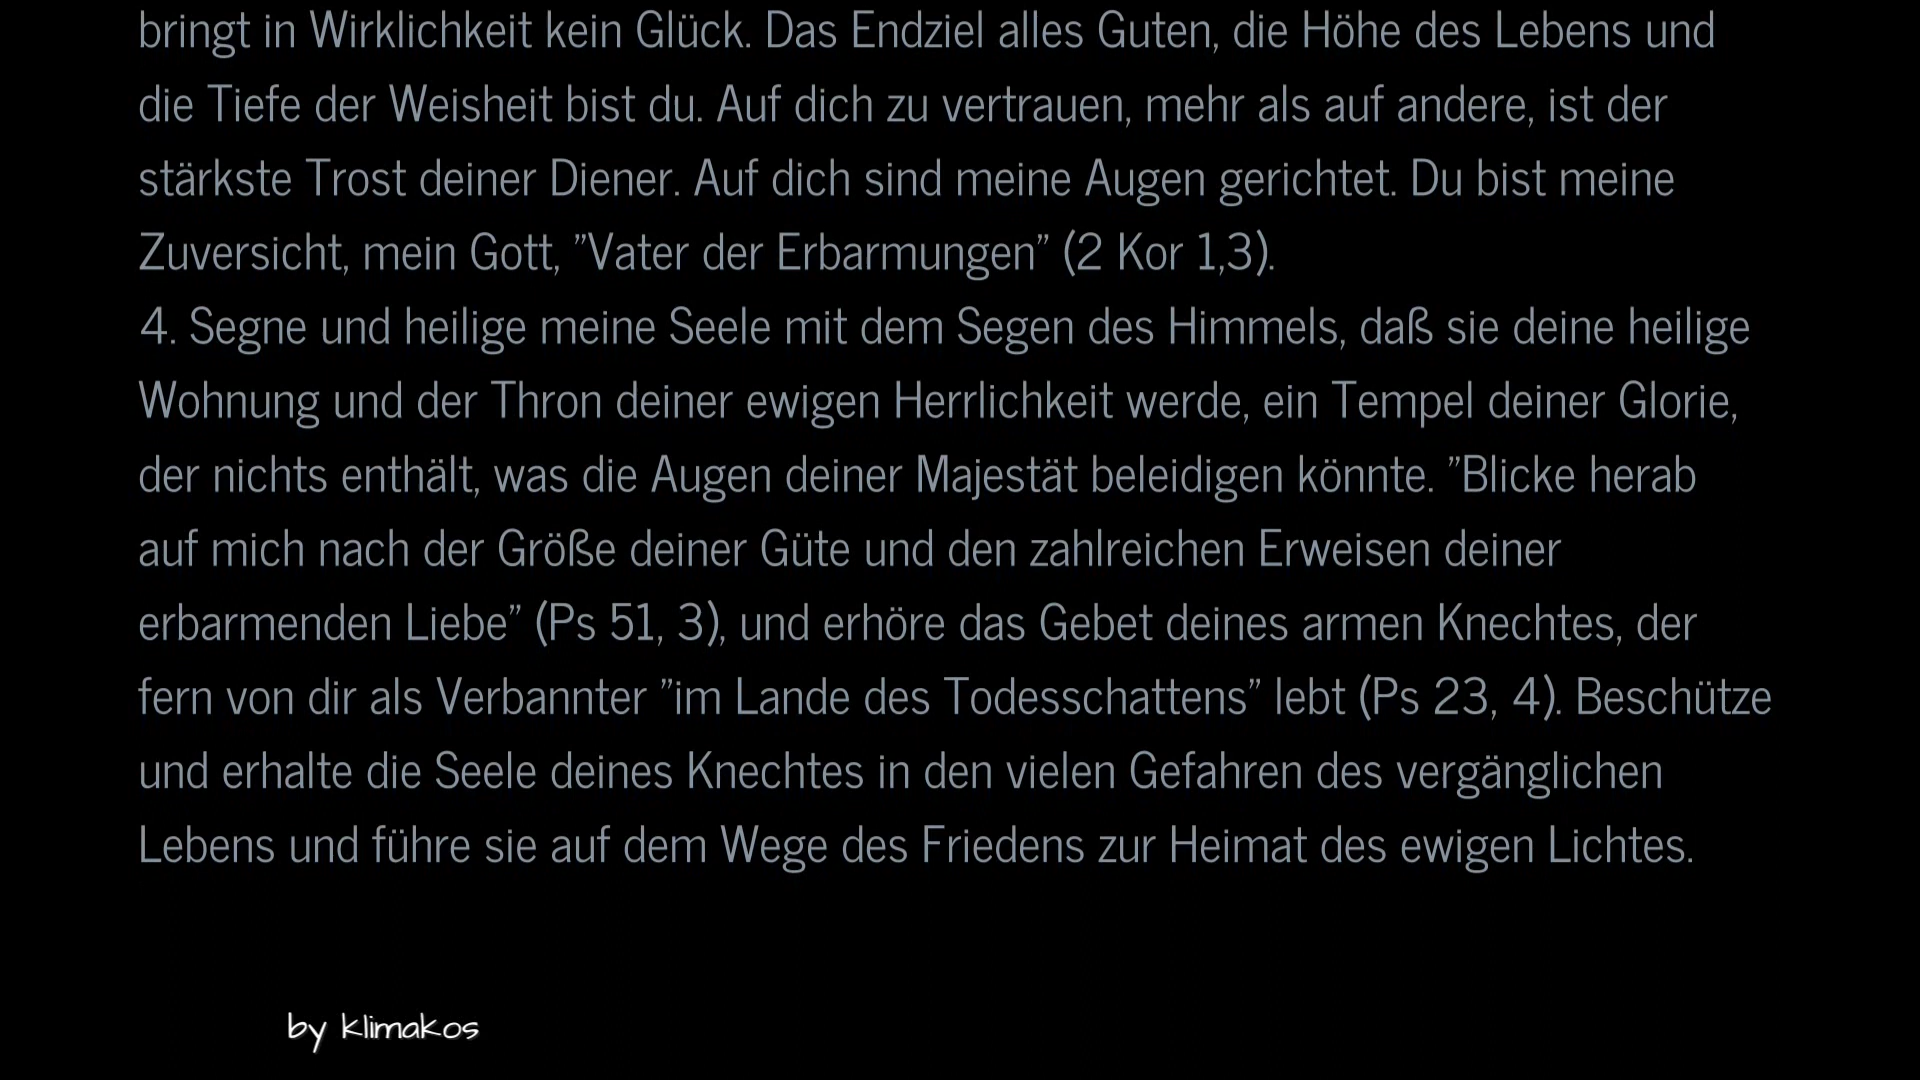 bringt in Wirklichkeit kein Glück. Das Endziel alles Guten, die Höhe des Lebens und
die Tiefe der Weisheit bist du. Auf dich zu vertrauen, mehr als auf andere, ist der
stärkste Trost deiner Diener. Auf dich sind meine Augen gerichtet. Du bist meine
Zuversicht, mein Gott, ”Vater der Erbarmungen” (2 Kor 1,3).
4. Segne und heilige meine Seele mit dem Segen des Himmels, daß sie deine heilige
Wohnung und der Thron deiner ewigen Herrlichkeit werde, ein Tempel deiner Glorie,
der nichts enthält, was die Augen deiner Majestät beleidigen könnte. ”Blicke herab
auf mich nach der Größe deiner Güte und den zahlreichen Erweisen deiner
erbarmenden Liebe” (Ps 51, 3), und erhöre das Gebet deines armen Knechtes, der
fern von dir als Verbannter ”im Lande des Todesschattens” lebt (Ps 23, 4). Beschütze
und erhalte die Seele deines Knechtes in den vielen Gefahren des vergänglichen
Lebens und führe sie auf dem Wege des Friedens zur Heimat des ewigen Lichtes.
by klimakos